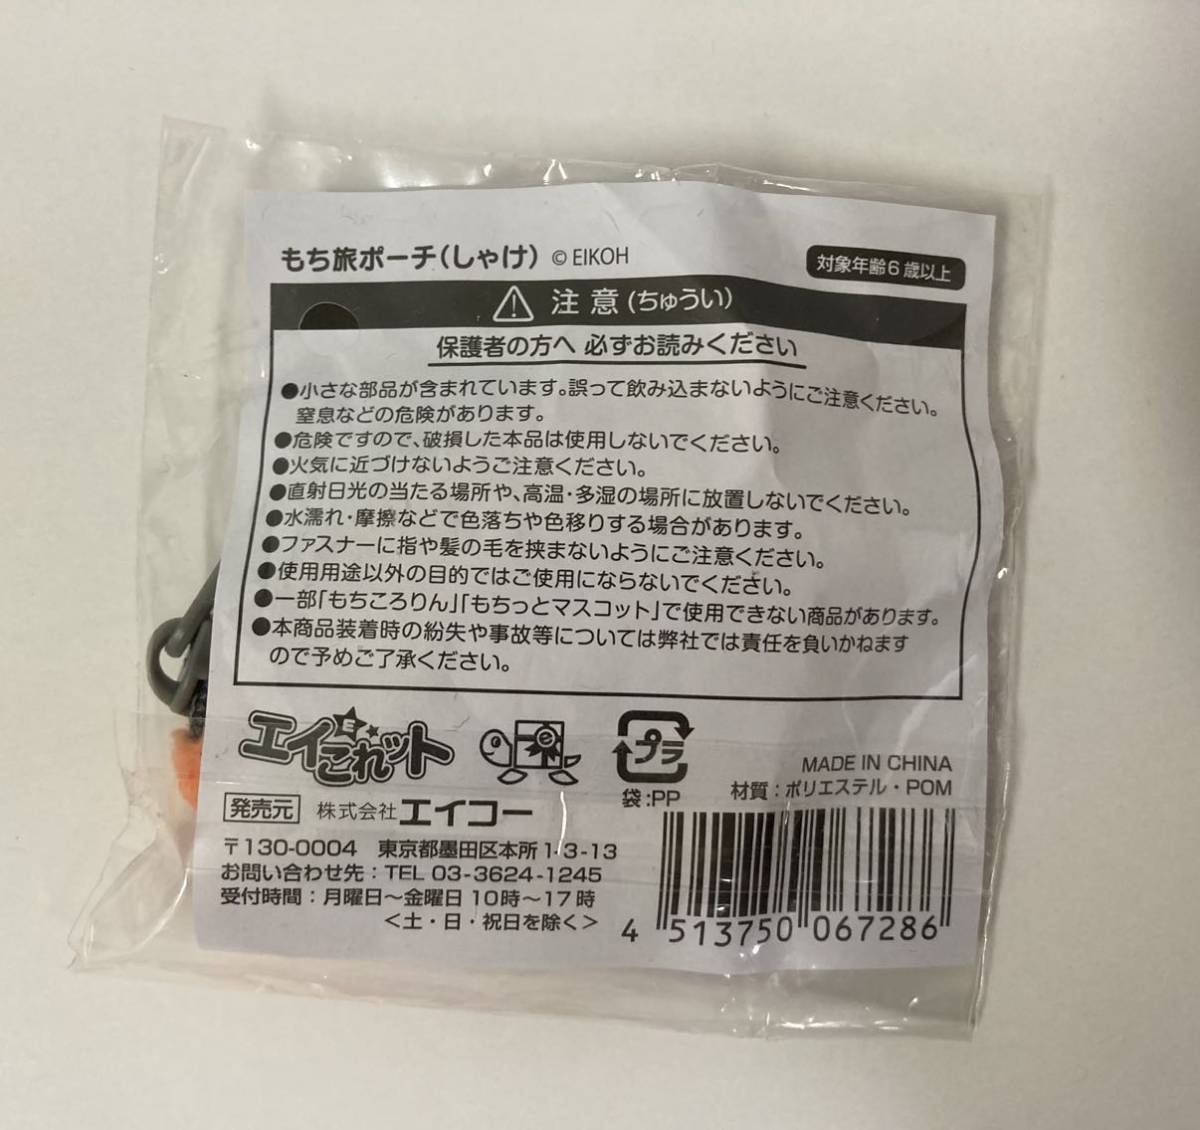 もち旅ポーチ(しゃけ) © EIKOH
対象年齢6歳以上
注意(ちゅうい)
保護者の方へ 必ずお読みください
●小さな部品が含まれています。誤って飲み込まないようにご注意ください。
窒息などの危険があります。
●危険ですので、破損した本品は使用しないでください。
●火気に近づけないようご注意ください。
●直射日光の当たる場所や、高温・多湿の場所に放置しないでください。
●水濡れ・摩擦などで色落ちや色移りする場合があります。
●ファスナーに指や髪の毛を挟まないようにご注意ください。
●使用用途以外の目的ではご使用にならないでください。
●一部「もちころりん」「もちっとマスコット」で使用できない商品があります。
●本商品装着時の紛失や事故等については弊社では責任を負いかねます
ので予めご了承ください。
エイこれット
E
e
プラ
袋:PP
MADE IN CHINA
材質:ポリエステル・POM
発売元 株式会社エイコー
〒130-0004 東京都墨田区本所1-3-13
お問い合わせ先:TEL 03-3624-1245
受付時間:月曜日〜金曜日10時〜17時
<土・日・祝日を除く>
4 513750 067286